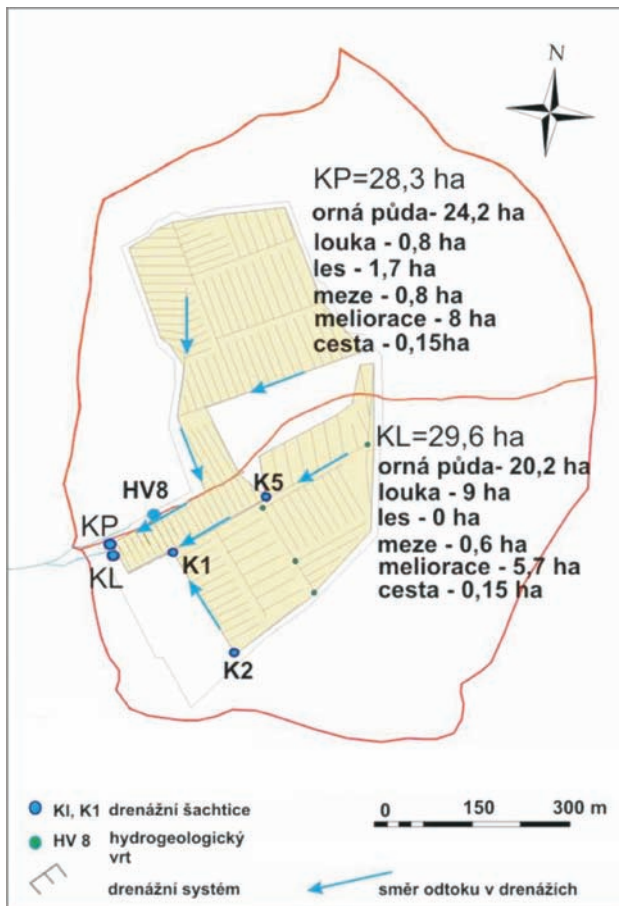 N
KP=28,3 ha
orná půda- 24,2 ha
louka - 0,8 ha
les - 1,7 ha
meze - 0,8 ha
meliorace - 8 ha
cesta - 0,15ha
KL=29,6 ha
orná půda- 20,2 ha
louka - 9 ha
les - 0 ha
meze - 0,6 ha
meliorace - 5,7 ha
cesta - 0,15 ha
K5
HV8
KP
KL
K1
K2
KI, K1 drenážní šachtice
HV 8 hydrogeologický
vrt
drenážní systém
0 150 300 m
směr odtoku v drenážích